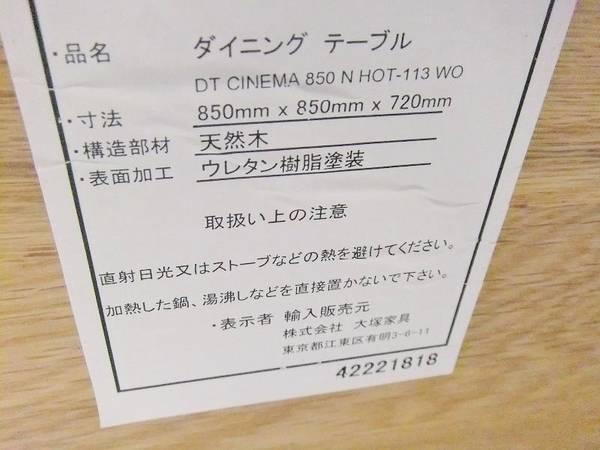 ・品名 ダイニング テーブル
DT CINEMA 850 N HOT-113 WO
・寸法 850mm x 850mm x 720mm
・構造部材 天然木
・表面加工 ウレタン樹脂塗装
取扱い上の注意
直射日光又はストーブなどの熱を避けてください。
加熱した鍋、湯沸しなどを直接置かないで下さい。
・表示者 輸入販売元
株式会社 大塚家具
東京都江東区有明3-6-11
42221818